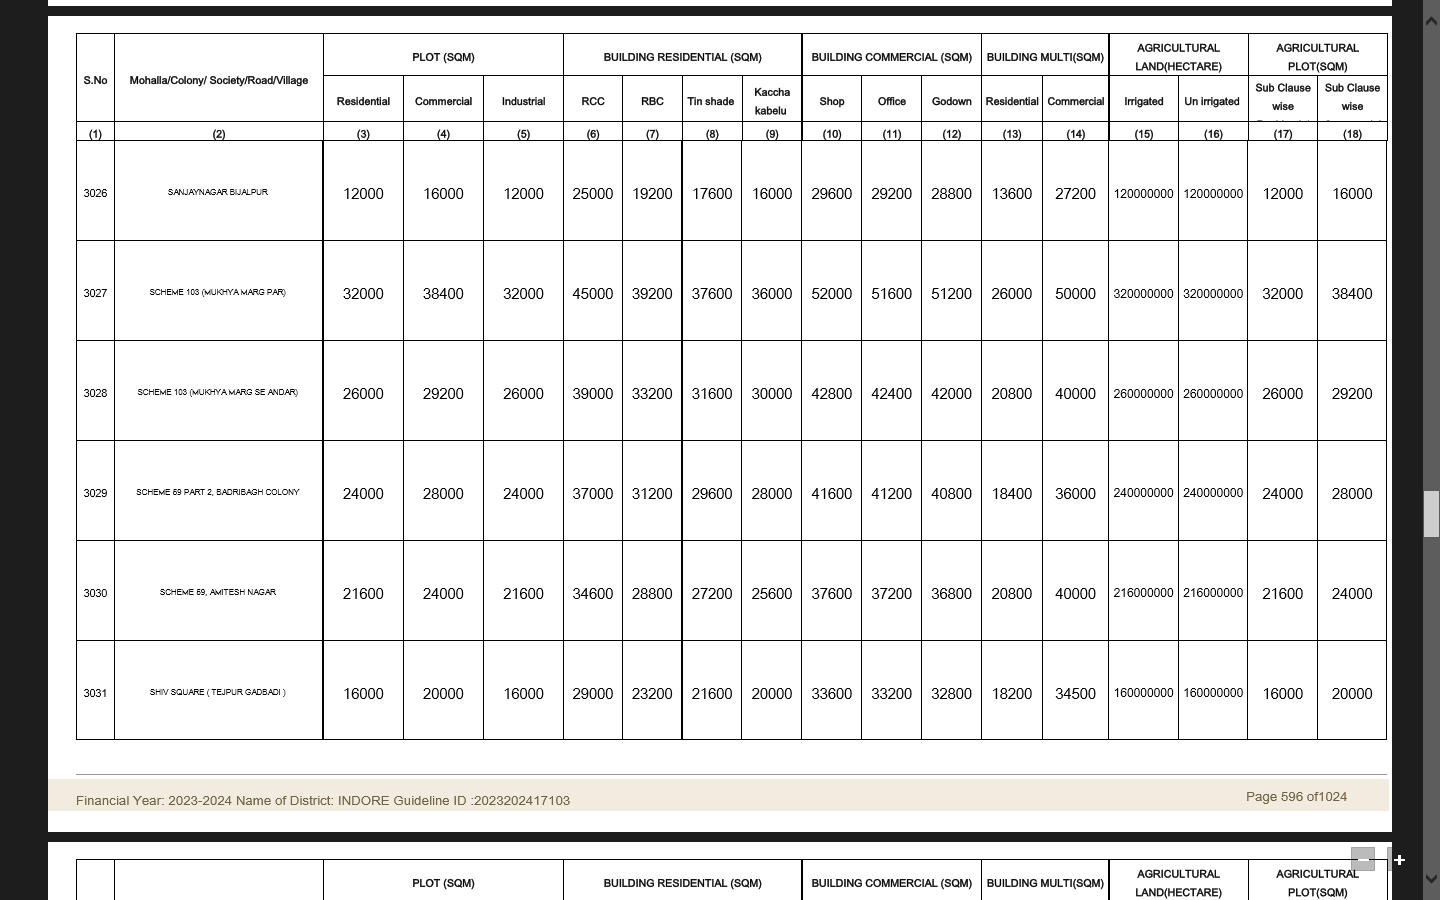 S.No Mohalla/Colony/ Society/Road/Village PLOT (SQM) BUILDING RESIDENTIAL (SQM) BUILDING COMMERCIAL (SQM) BUILDING MULTI(SQM) AGRICULTURAL LAND(HECTARE) AGRICULTURAL PLOT(SQM)
Residential Commercial Industrial RCC RBC Tin shade Kaccha kabelu Shop Office Godown Residential Commercial Irrigated Un irrigated Sub Clause wise Sub Clause wise
(1) (2) (3) (4) (5) (6) (7) (8) (9) (10) (11) (12) (13) (14) (15) (16) (17) (18)
3026 SANJAYNAGAR BIJALPUR 12000 16000 12000 25000 19200 17600 16000 29600 29200 28800 13600 27200 120000000 120000000 12000 16000
3027 SCHEME 103 (MUKHYA MARG PAR) 32000 38400 32000 45000 39200 37600 36000 52000 51600 51200 26000 50000 320000000 320000000 32000 38400
3028 SCHEME 103 (MUKHYA MARG SE ANDAR) 26000 29200 26000 39000 33200 31600 30000 42800 42400 42000 20800 40000 260000000 260000000 26000 29200
3029 SCHEME 59 PART 2, BADRIBAGH COLONY 24000 28000 24000 37000 31200 29600 28000 41600 41200 40800 18400 36000 240000000 240000000 24000 28000
3030 SCHEME 59, AMITESH NAGAR 21600 24000 21600 34600 28800 27200 25600 37600 37200 36800 20800 40000 216000000 216000000 21600 24000
3031 SHIV SQUARE ( TEJPUR GADBADI ) 16000 20000 16000 29000 23200 21600 20000 33600 33200 32800 18200 34500 160000000 160000000 16000 20000
Financial Year: 2023-2024 Name of District: INDORE Guideline ID :2023202417103 Page 596 of1024
PLOT (SQM) BUILDING RESIDENTIAL (SQM) BUILDING COMMERCIAL (SQM) BUILDING MULTI(SQM) AGRICULTURAL LAND(HECTARE) AGRICULTURAL PLOT(SQM)